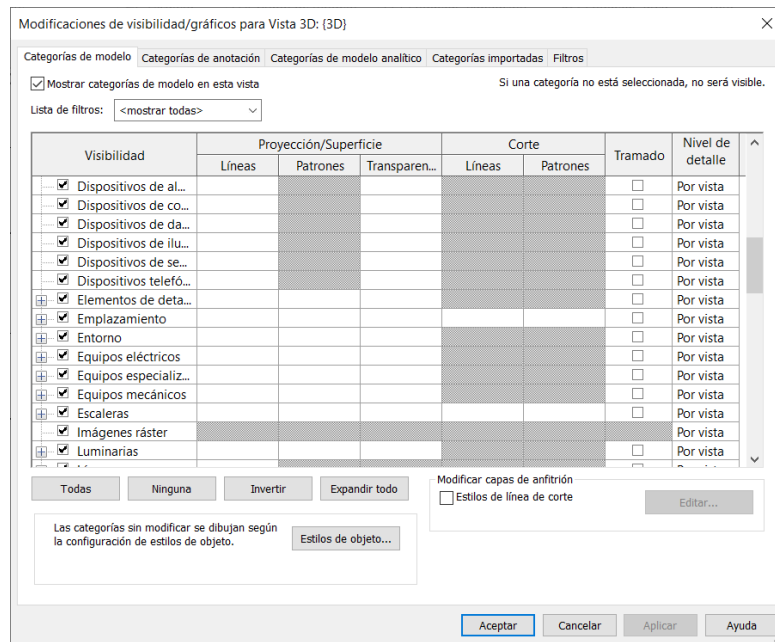 Modificaciones de visibilidad/gráficos para Vista 3D: {3D}
Categorías de modelo Categorías de anotación Categorías de modelo analítico Categorías importadas Filtros
Mostrar categorías de modelo en esta vista
Si una categoría no está seleccionada, no será visible.
Lista de filtros: <mostrar todas>
Visibilidad Proyección/Superficie Corte Tramado Nivel de detalle
Líneas Patrones Transparen... Líneas Patrones
Dispositivos de al... Por vista
Dispositivos de co... Por vista
Dispositivos de da... Por vista
Dispositivos de ilu... Por vista
Dispositivos de se... Por vista
Dispositivos telefó... Por vista
Elementos de deta... Por vista
Emplazamiento Por vista
Entorno Por vista
Equipos eléctricos Por vista
Equipos especializ... Por vista
Equipos mecánicos Por vista
Escaleras Por vista
Imágenes ráster Por vista
Luminarias Por vista
Todas Ninguna Invertir Expandir todo
Modificar capas de anfitrión
Estilos de línea de corte
Editar...
Las categorías sin modificar se dibujan según
la configuración de estilos de objeto.
Estilos de objeto...
Aceptar Cancelar Aplicar Ayuda